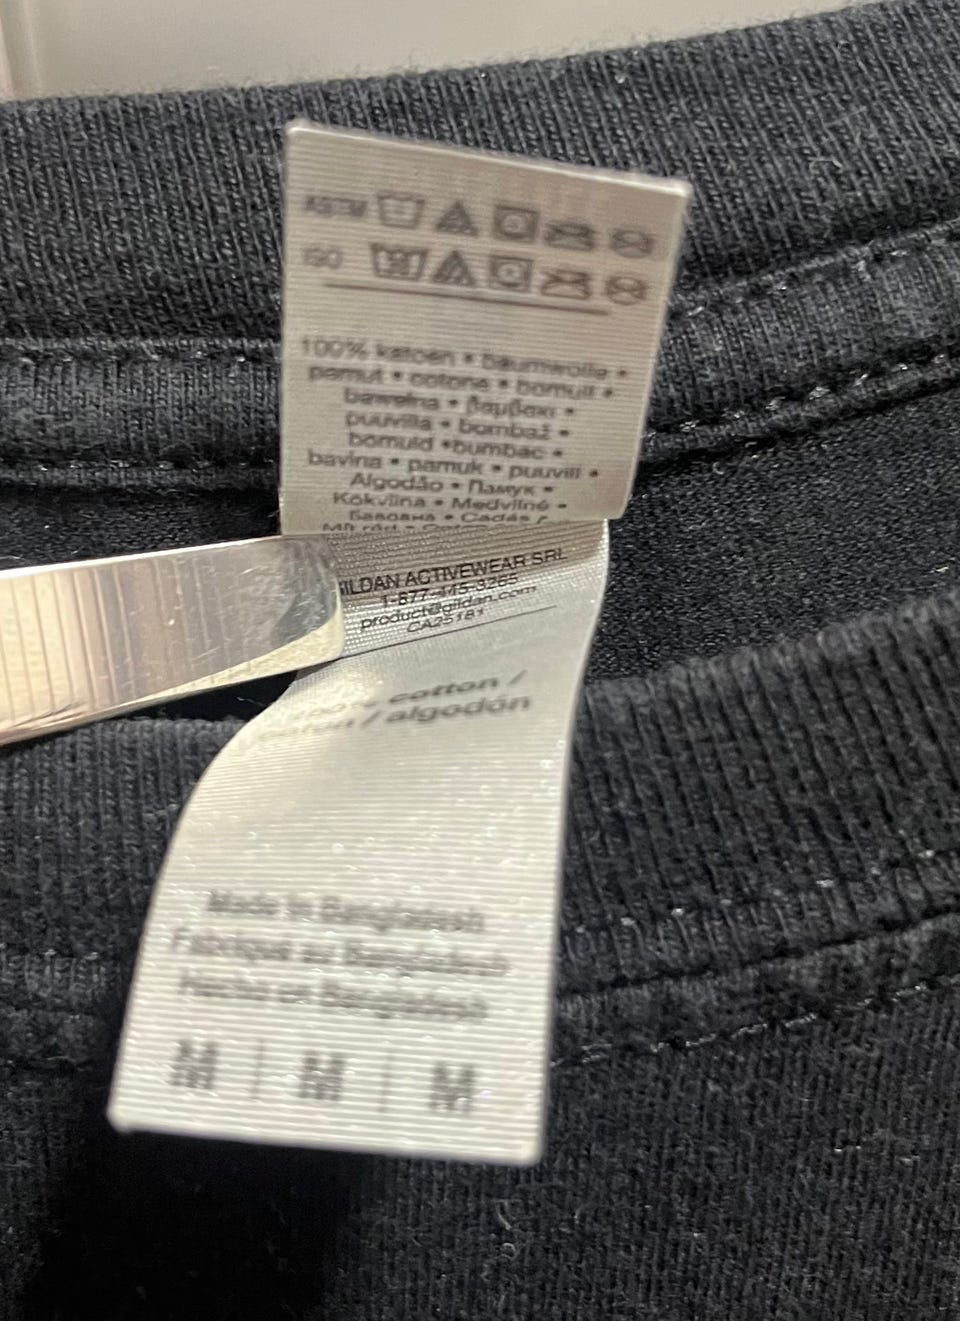 ASTM
ISO
100% katoen • baumwolle •
pamut • cotone • bomull •
bawełna • βαμβακι •
puuvilla • bombaž •
bomuld •bumbac •
bavlna • pamuk • puuvill •
Algodão • Памук •
Kokvilna • Medvilnė •
Бавовна • Cadás /
GILDAN ACTIVEWEAR SRL
1-877-445-3265
product@gildan.com
CA25181
cotton /
/ algodón
Made in Bangladesh
Fabriqué au Bangladesh
Hecho en Bangladesh
M | M | M